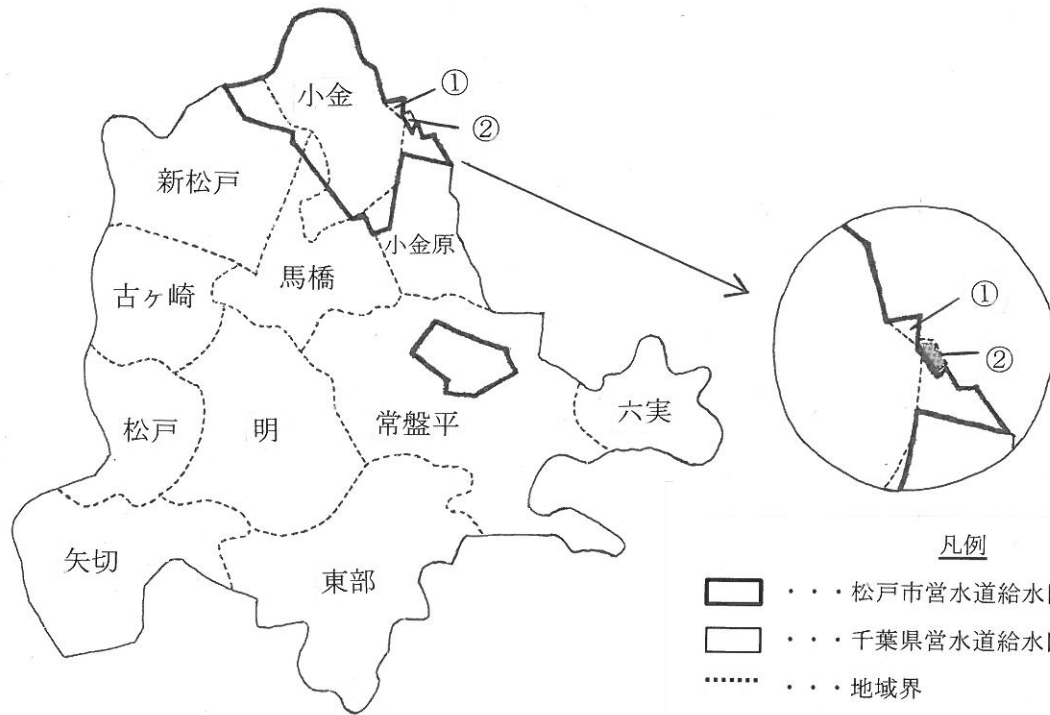 小金
①
②
新松戸
小金原
馬橋
古ヶ崎
①
②
常盤平
六実
松戸
明
矢切
東部
凡例
・・・松戸市営水道給水
・・・千葉県営水道給水
・・・地域界